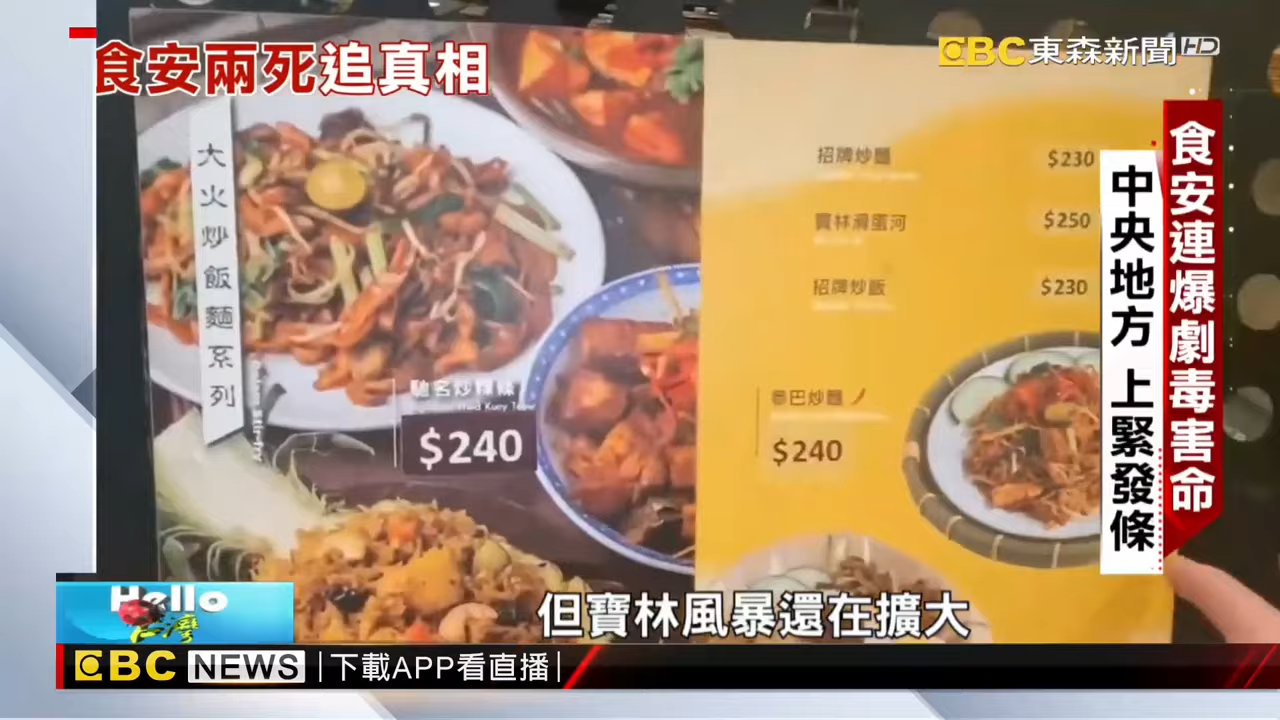 食安兩死追真相
EBC東森新聞HD
食安連爆劇毒害命
中央地方 上緊發條
大火炒飯麵系列
馳名炒粿條
$240
招牌炒麵 $230
寶林滑蛋河 $250
招牌炒飯 $230
叁巴炒麵
$240
但寶林風暴還在擴大
Hello
台灣
EBC NEWS 下載APP看直播